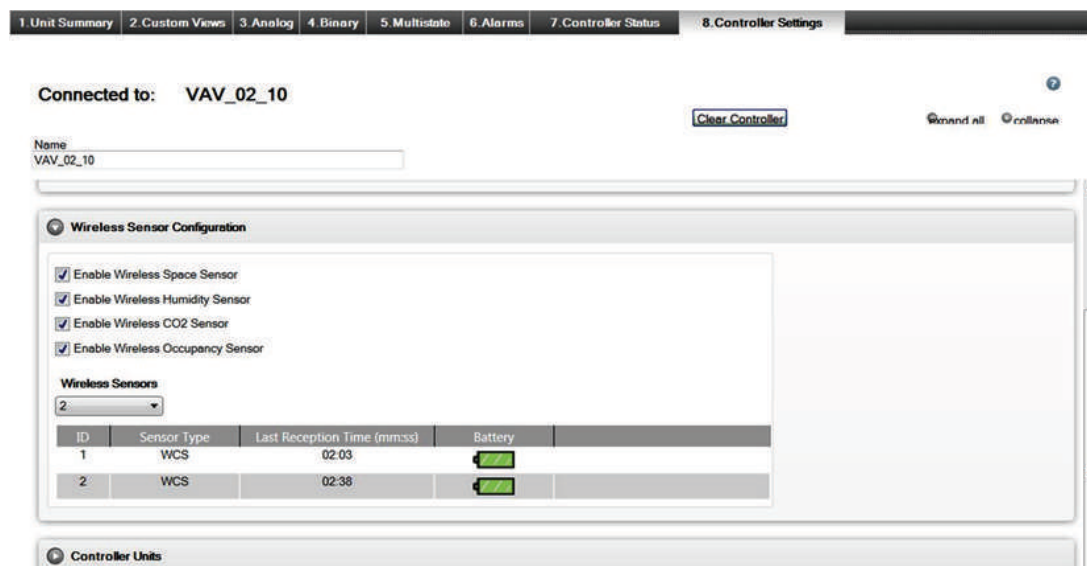 1.Unit Summary 2.Custom Views 3.Analog 4.Binary 5.Multistate 6.Alarms 7.Controller Status 8.Controller Settings
Connected to: VAV_02_10
?
Clear Controller expand all collapse
Name
VAV_02_10
Wireless Sensor Configuration
Enable Wireless Space Sensor
Enable Wireless Humidity Sensor
Enable Wireless CO2 Sensor
Enable Wireless Occupancy Sensor
Wireless Sensors
2
ID Sensor Type Last Reception Time (mm:ss) Battery
1 WCS 02:03
2 WCS 02:38
Controller Units